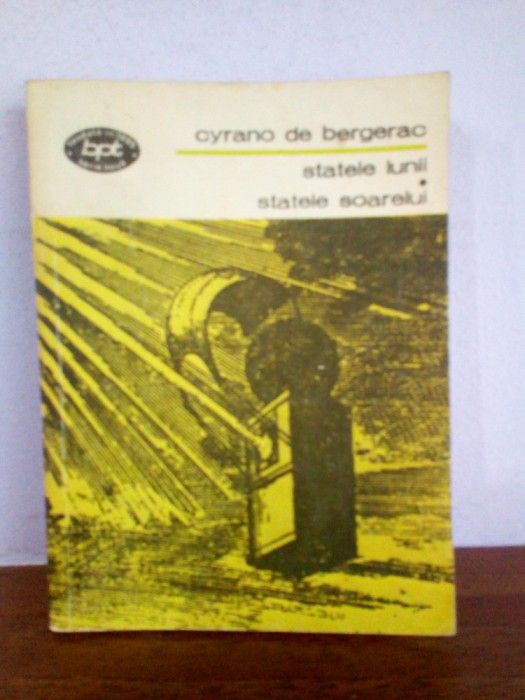 bpt
cyrano de bergerac
statele lunii
statele soarelui